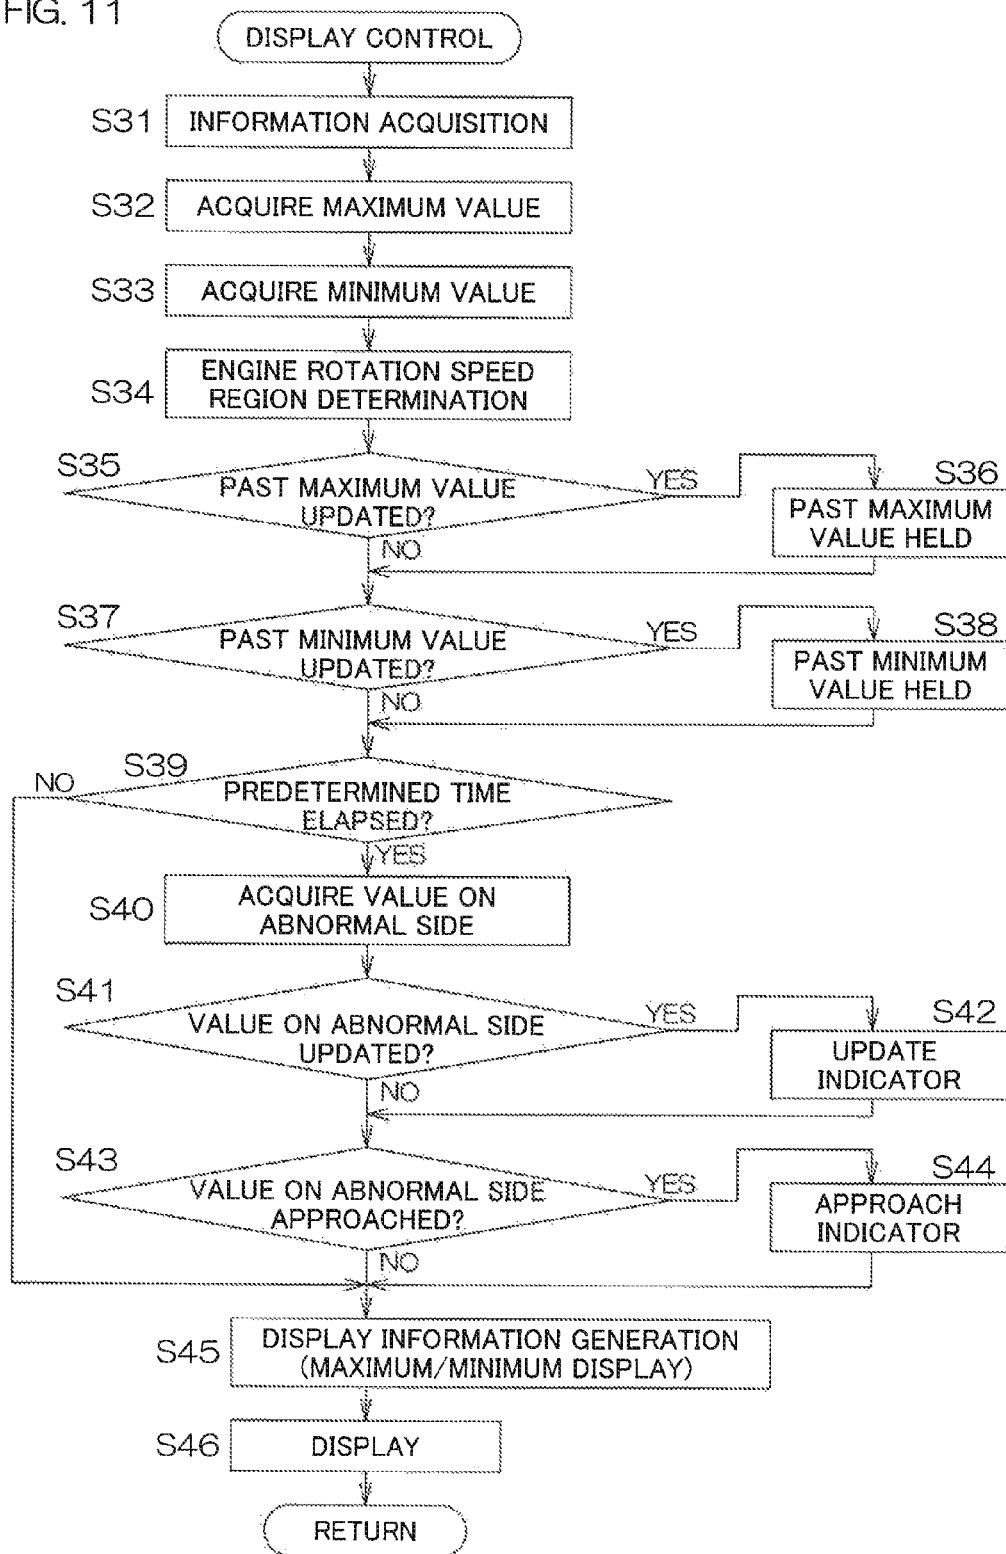 FIG. 11
DISPLAY CONTROL
S31
INFORMATION ACQUISITION
S32
ACQUIRE MAXIMUM VALUE
S33
ACQUIRE MINIMUM VALUE
S34
ENGINE ROTATION SPEED
REGION DETERMINATION
S35
PAST MAXIMUM VALUE
UPDATED?
YES
NO
S36
PAST MAXIMUM
VALUE HELD
S37
PAST MINIMUM VALUE
UPDATED?
YES
NO
S38
PAST MINIMUM
VALUE HELD
S39
NO
PREDETERMINED TIME
ELAPSED?
YES
S40
ACQUIRE VALUE ON
ABNORMAL SIDE
S41
VALUE ON ABNORMAL SIDE
UPDATED?
YES
NO
S42
UPDATE
INDICATOR
S43
VALUE ON ABNORMAL SIDE
APPROACHED?
YES
NO
S44
APPROACH
INDICATOR
S45
DISPLAY INFORMATION GENERATION
(MAXIMUM/MINIMUM DISPLAY)
S46
DISPLAY
RETURN